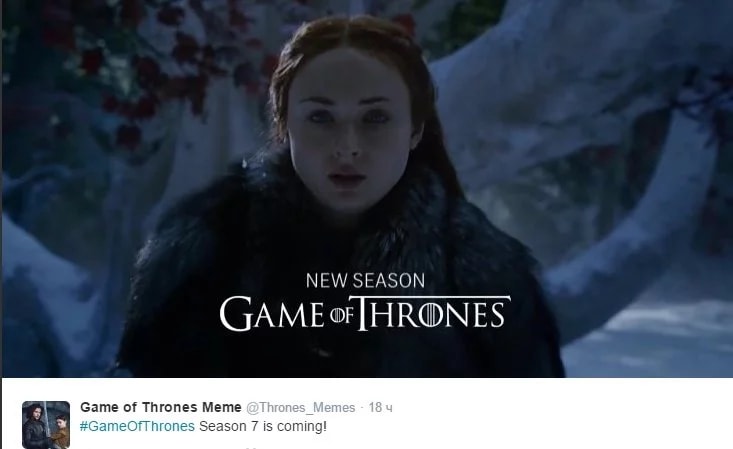 NEW SEASON
GAME OF THRONES
Game of Thrones Meme @Thrones_Memes · 18 ч
#GameOfThrones Season 7 is coming!